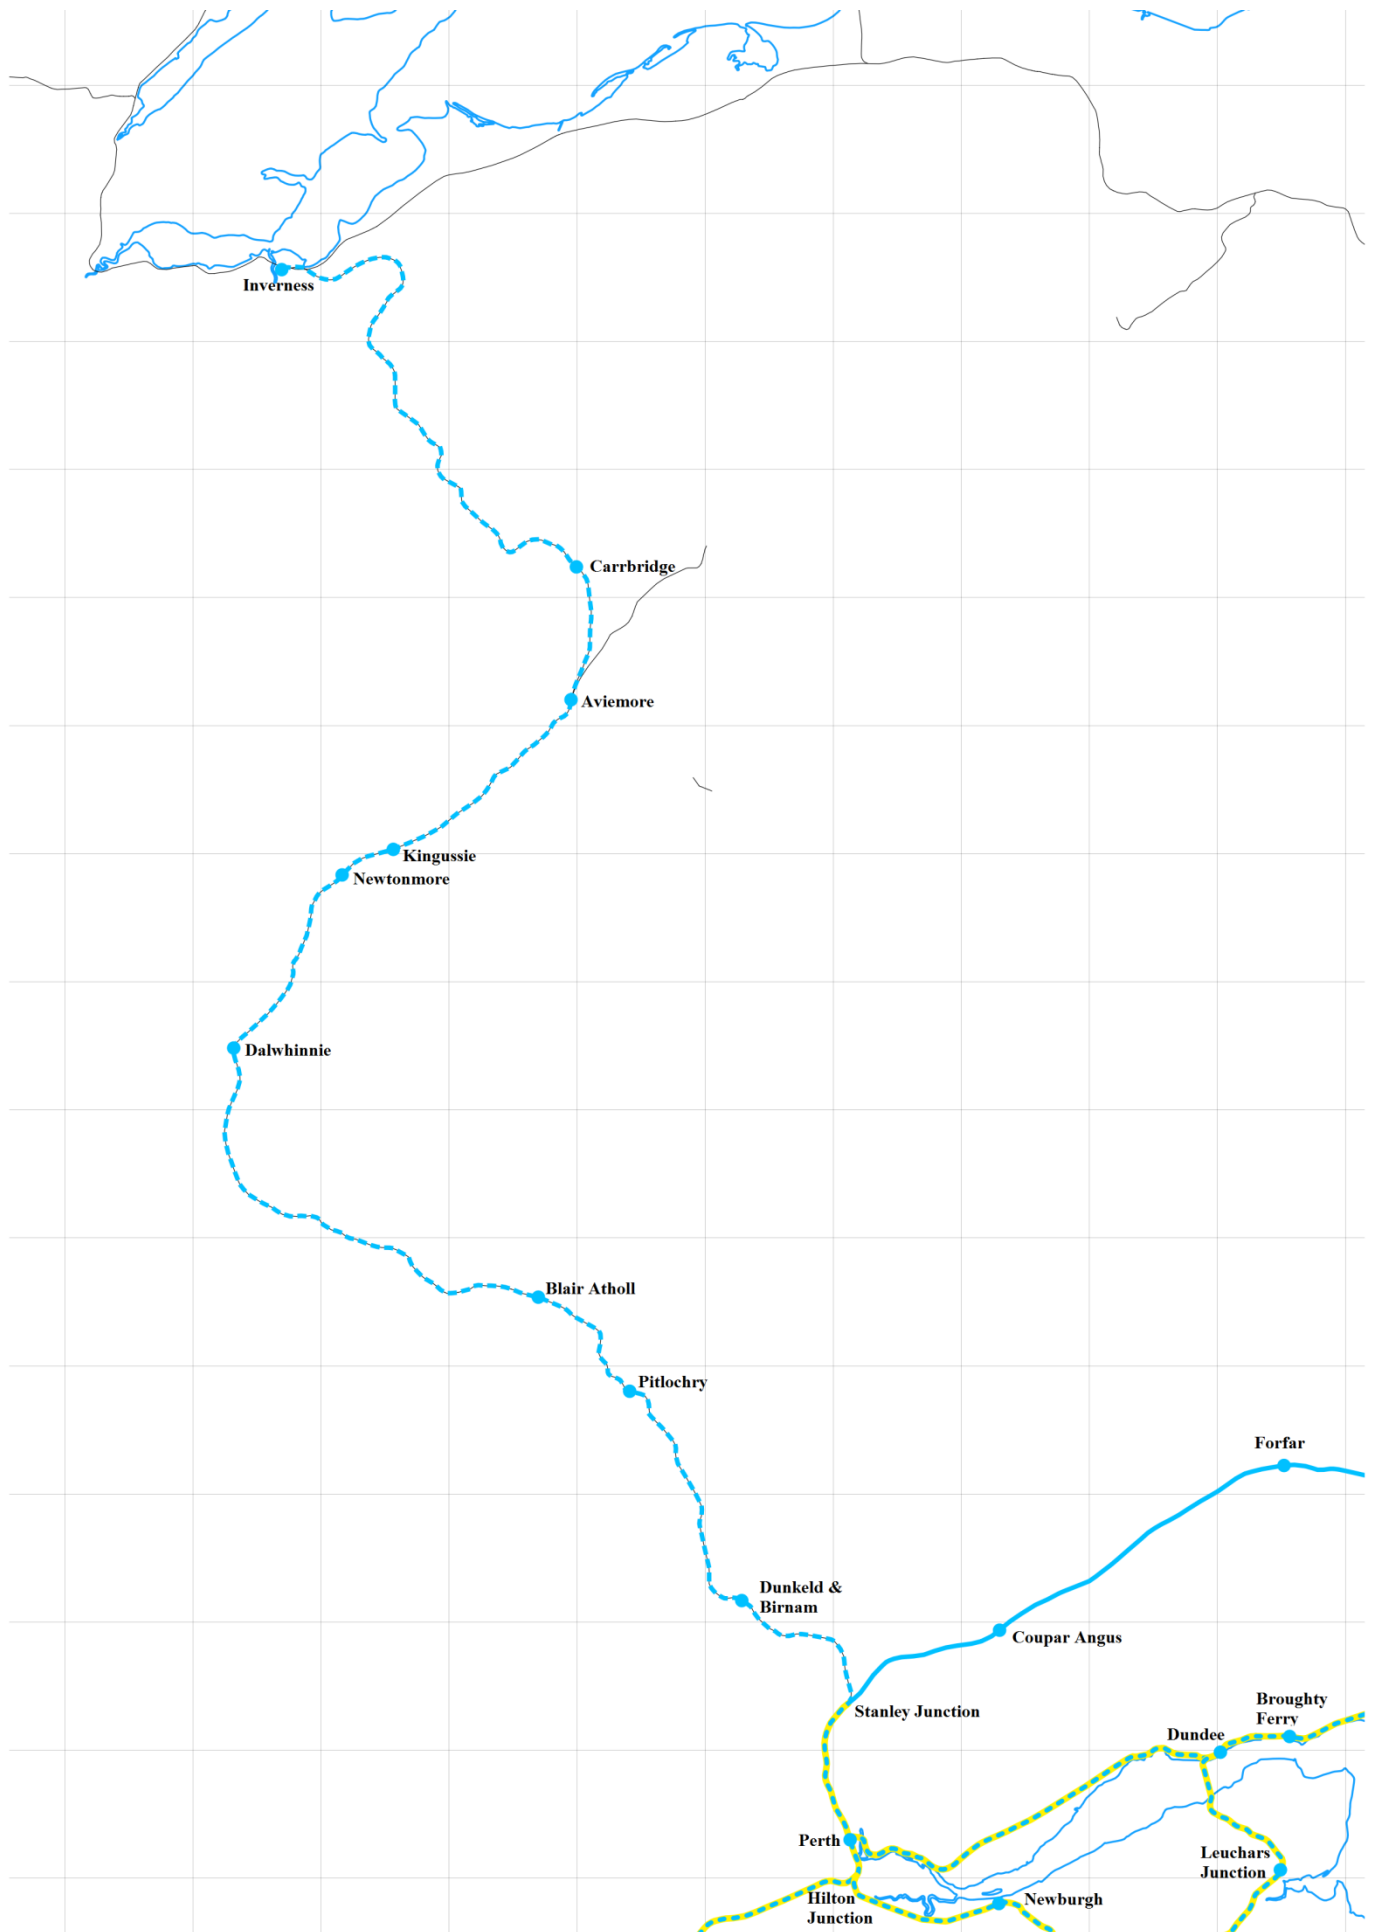 Inverness
Carrbridge
Aviemore
Kingussie
Newtonmore
Dalwhinnie
Blair Atholl
Pitlochry
Forfar
Dunkeld &
Birnam
Coupar Angus
Stanley Junction
Broughty
Ferry
Dundee
Perth
Leuchars
Junction
Hilton
Junction
Newburgh